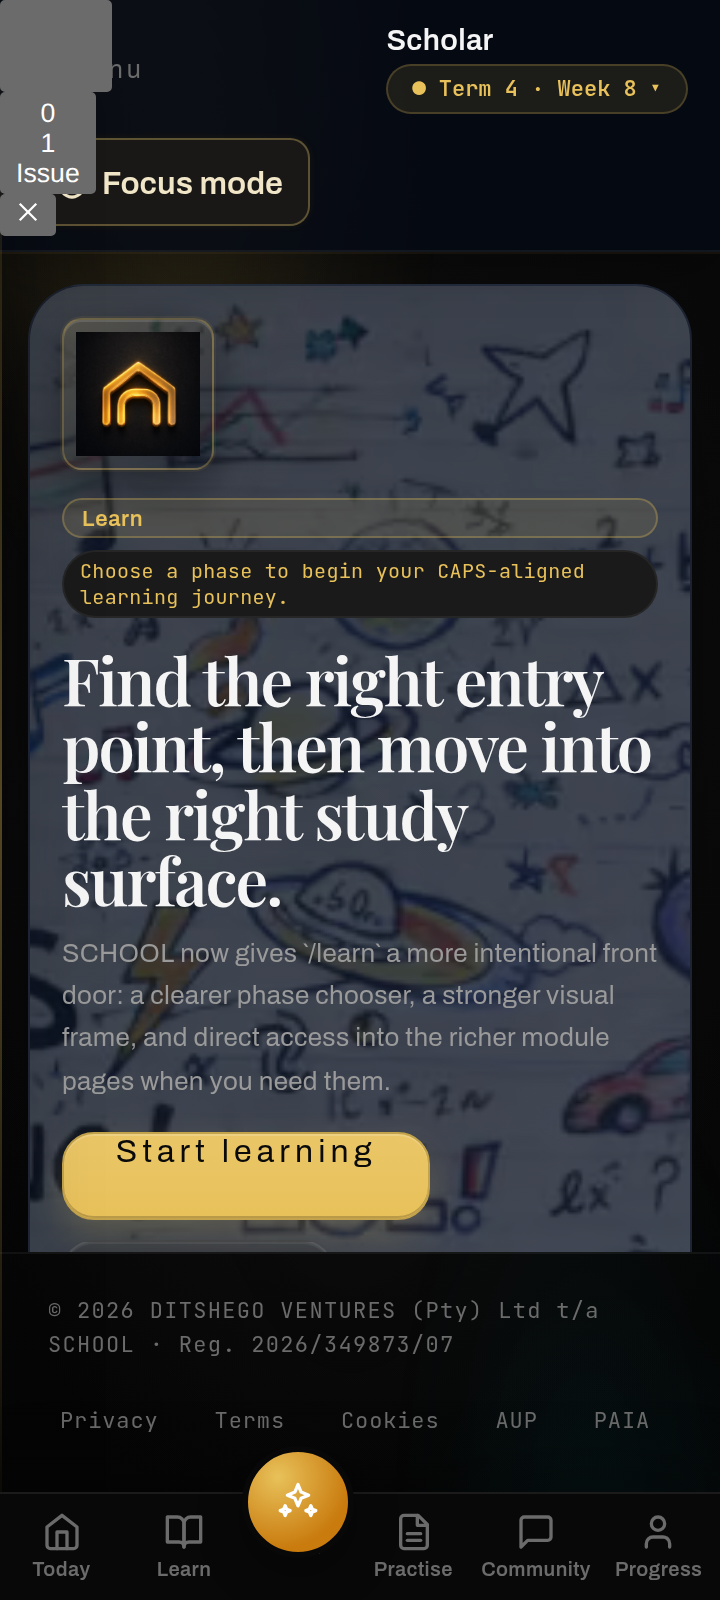 nu
Scholar
Term 4 · Week 8 ▾
0
1
Issue
Focus mode
Learn
Choose a phase to begin your CAPS-aligned
learning journey.
Find the right entry
point, then move into
the right study
surface.
SCHOOL now gives `/learn` a more intentional front
door: a clearer phase chooser, a stronger visual
frame, and direct access into the richer module
pages when you need them.
Start learning
© 2026 DITSHEGO VENTURES (Pty) Ltd t/a
SCHOOL · Reg. 2026/349873/07
Privacy Terms Cookies AUP PAIA
Today Learn Practise Community Progress